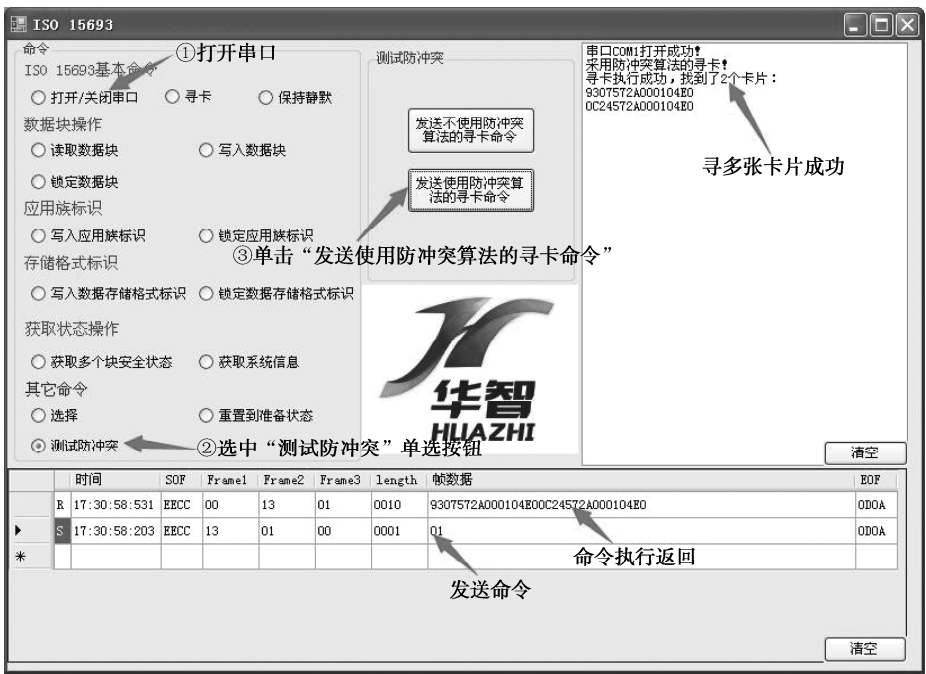 ISO 15693
命令
①打开串口
ISO 15693基本命令
打开/关闭串口
寻卡
保持静默
数据块操作
读取数据块
写入数据块
锁定数据块
应用族标识
写入应用族标识
锁定应用族标识
存储格式标识
写入数据存储格式标识
锁定数据存储格式标识
获取状态操作
获取多个块安全状态
获取系统信息
其它命令
选择
重置到准备状态
测试防冲突
②选中“测试防冲突”单选按钮
测试防冲突
发送不使用防冲突
算法的寻卡命令
发送使用防冲突算
法的寻卡命令
③单击“发送使用防冲突算法的寻卡命令”
华智
HUAZHI
串口COM1打开成功!
采用防冲突算法的寻卡!
寻卡执行成功，找到了2个卡片：
9307572A000104E0
0C24572A000104E0
寻多张卡片成功
清空
时间 SOF Frame1 Frame2 Frame3 length 帧数据 EOF
R 17:30:58:531 EECC 00 13 01 0010 9307572A000104E00C24572A000104E0 0D0A
S 17:30:58:203 EECC 13 01 00 0001 01 0D0A
命令执行返回
发送命令
清空